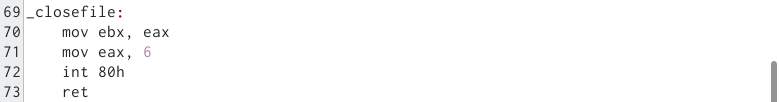 69 _closefile:
70     mov ebx, eax
71     mov eax, 6
72     int 80h
73     ret